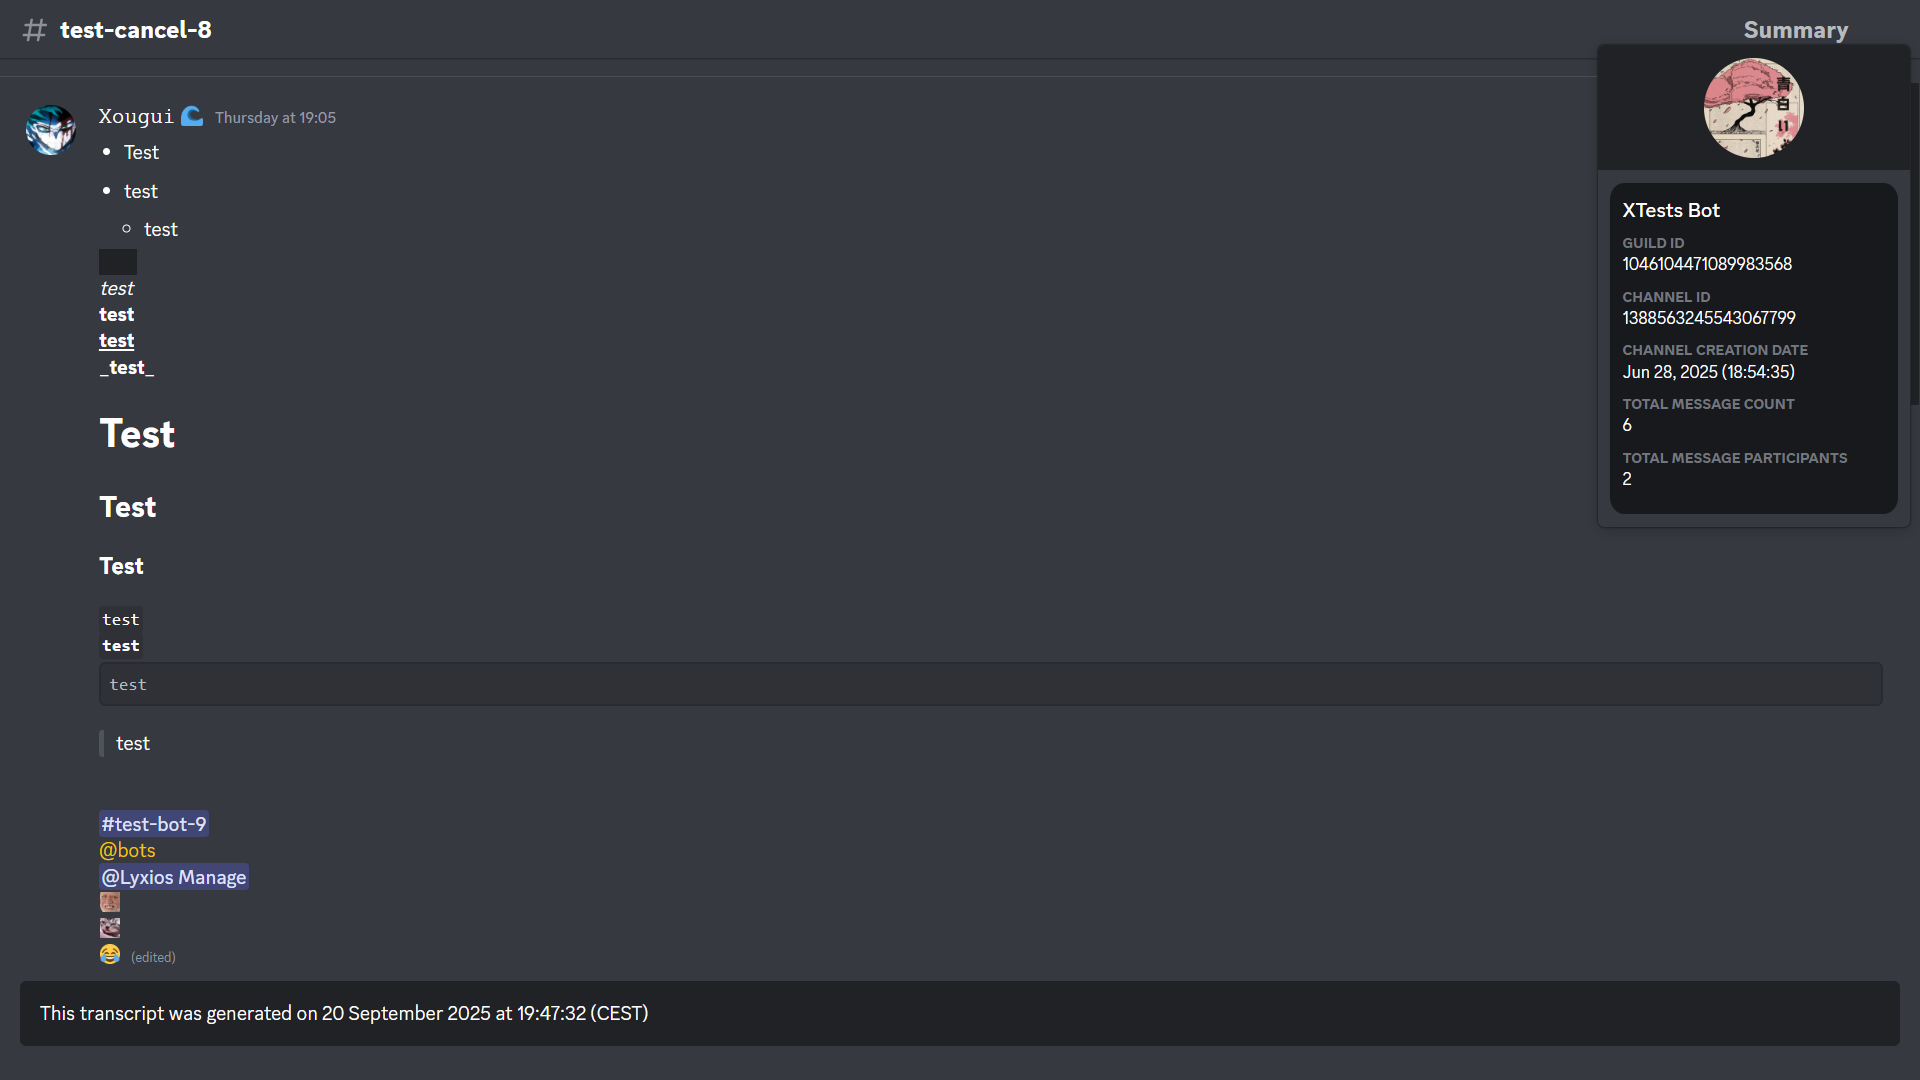 # test-cancel-8
Summary
Xougui 🌊 Thursday at 19:05
• Test
• test
◦ test
test
test
test
_test_
Test
Test
Test
test
test
test
test
#test-bot-9
@bots
@Lyxios Manage
😂 (edited)
青
白
い
XTests Bot
GUILD ID
1046104471089983568
CHANNEL ID
1388563245543067799
CHANNEL CREATION DATE
Jun 28, 2025 (18:54:35)
TOTAL MESSAGE COUNT
6
TOTAL MESSAGE PARTICIPANTS
2
This transcript was generated on 20 September 2025 at 19:47:32 (CEST)